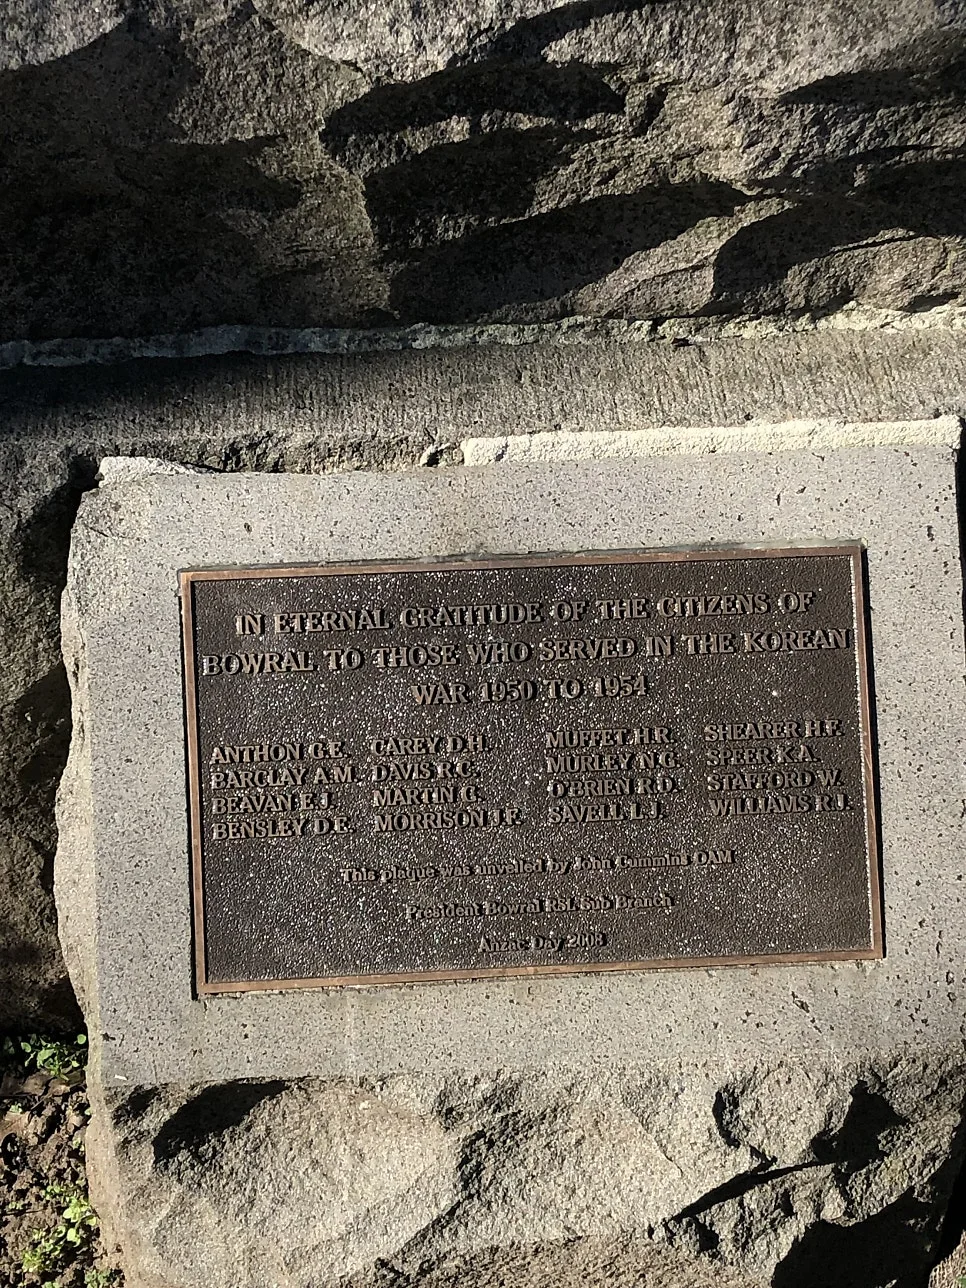 IN ETERNAL GRATITUDE OF THE CITIZENS OF
BOWRAL TO THOSE WHO SERVED IN THE KOREAN
WAR 1950 TO 1954
ANTHON G.E. CAREY D.H. MUFFET H.R. SHEARER H.F.
BARCLAY A.M. DAVIS R.C. MURLEY N.G. SPEER K.A.
BEAVAN E.J. MARTIN G. O'BRIEN R.D. STAFFORD W.
BENSLEY D.E. MORRISON J.R. SAVELL L.J. WILLIAMS R.J.
This plaque was unveiled by John Cummins OAM
President Bowral RSL Sub Branch
Anzac Day 2008